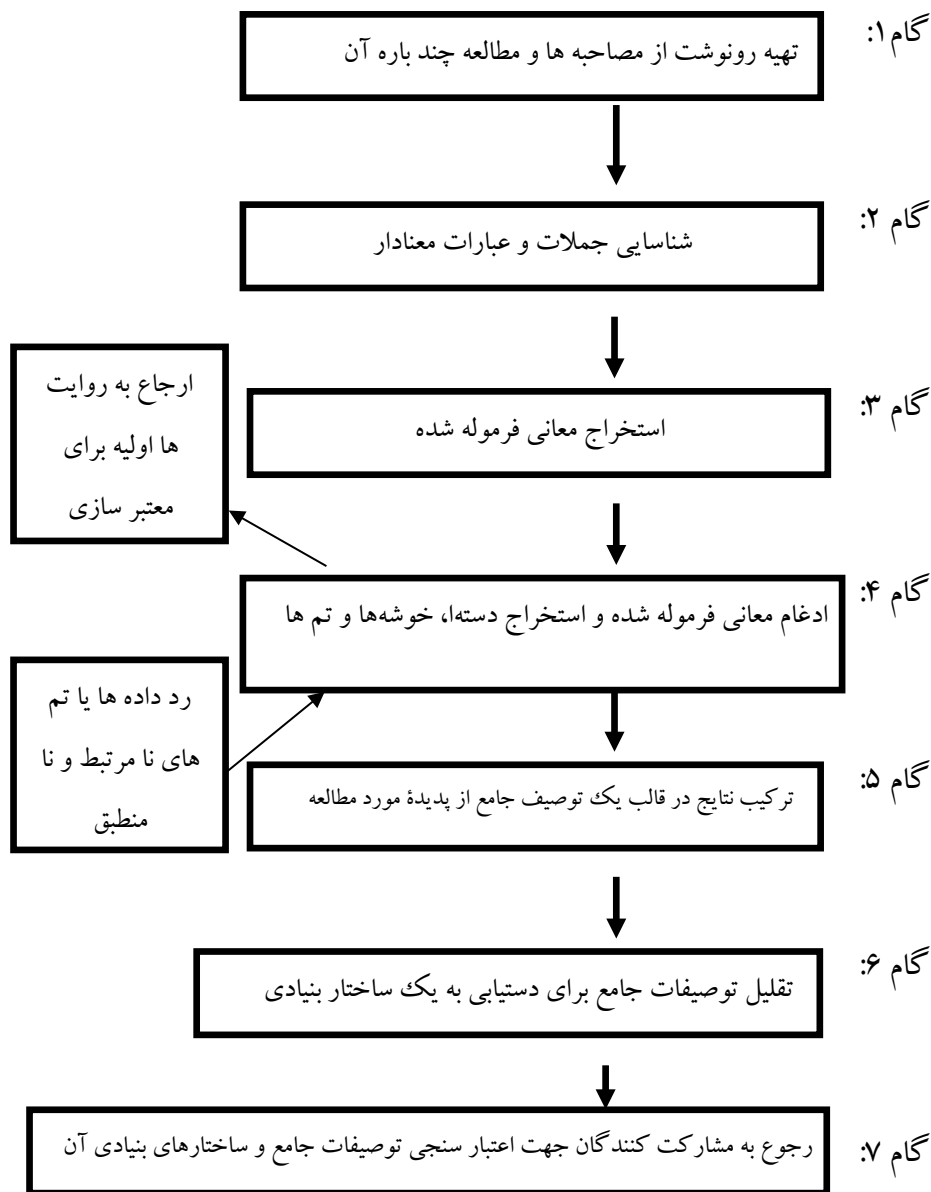 گام ۱:
تهیه رونوشت از مصاحبه ها و مطالعه چند باره آن
گام ۲:
شناسایی جملات و عبارات معنادار
گام ۳:
استخراج معانی فرموله شده
ارجاع به روایت
ها اولیه برای
معتبر سازی
گام ۴:
ادغام معانی فرموله شده و استخراج دسته‌ا، خوشه‌ها و تم ها
رد داده ها یا تم
های نا مرتبط و نا
منطبق
گام ۵:
ترکیب نتایج در قالب یک توصیف جامع از پدیدهٔ مورد مطالعه
گام ۶:
تقلیل توصیفات جامع برای دستیابی به یک ساختار بنیادی
گام ۷:
رجوع به مشارکت کنندگان جهت اعتبار سنجی توصیفات جامع و ساختارهای بنیادی آن